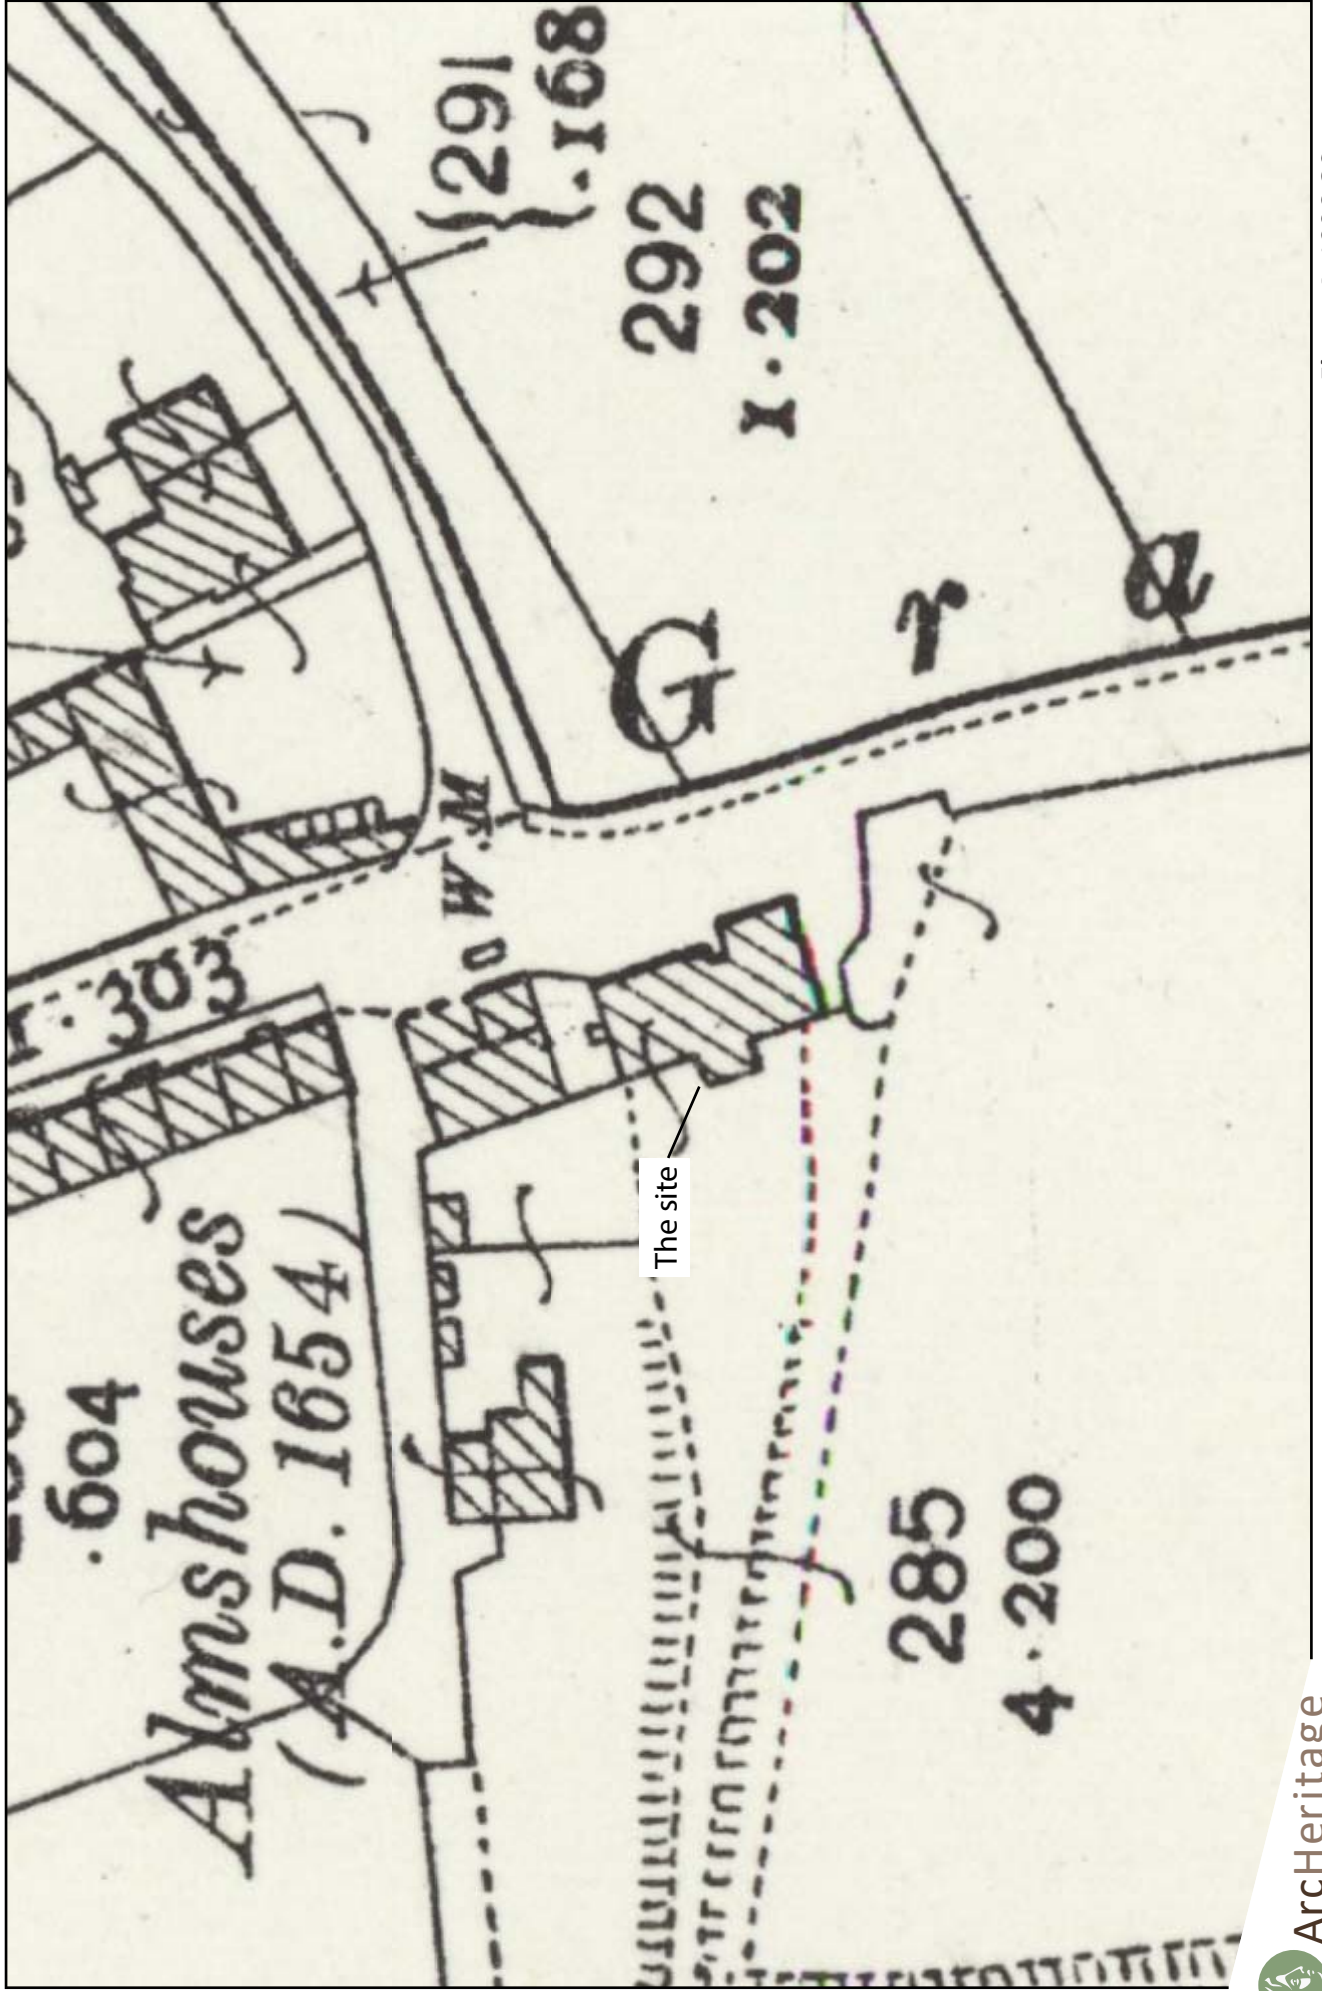 .604
Almshouses
(A.D. 1654)
1.303
W.M.
{291
}.168
292
1.202
G
r
a
The site
285
4.200
ArcHeritage